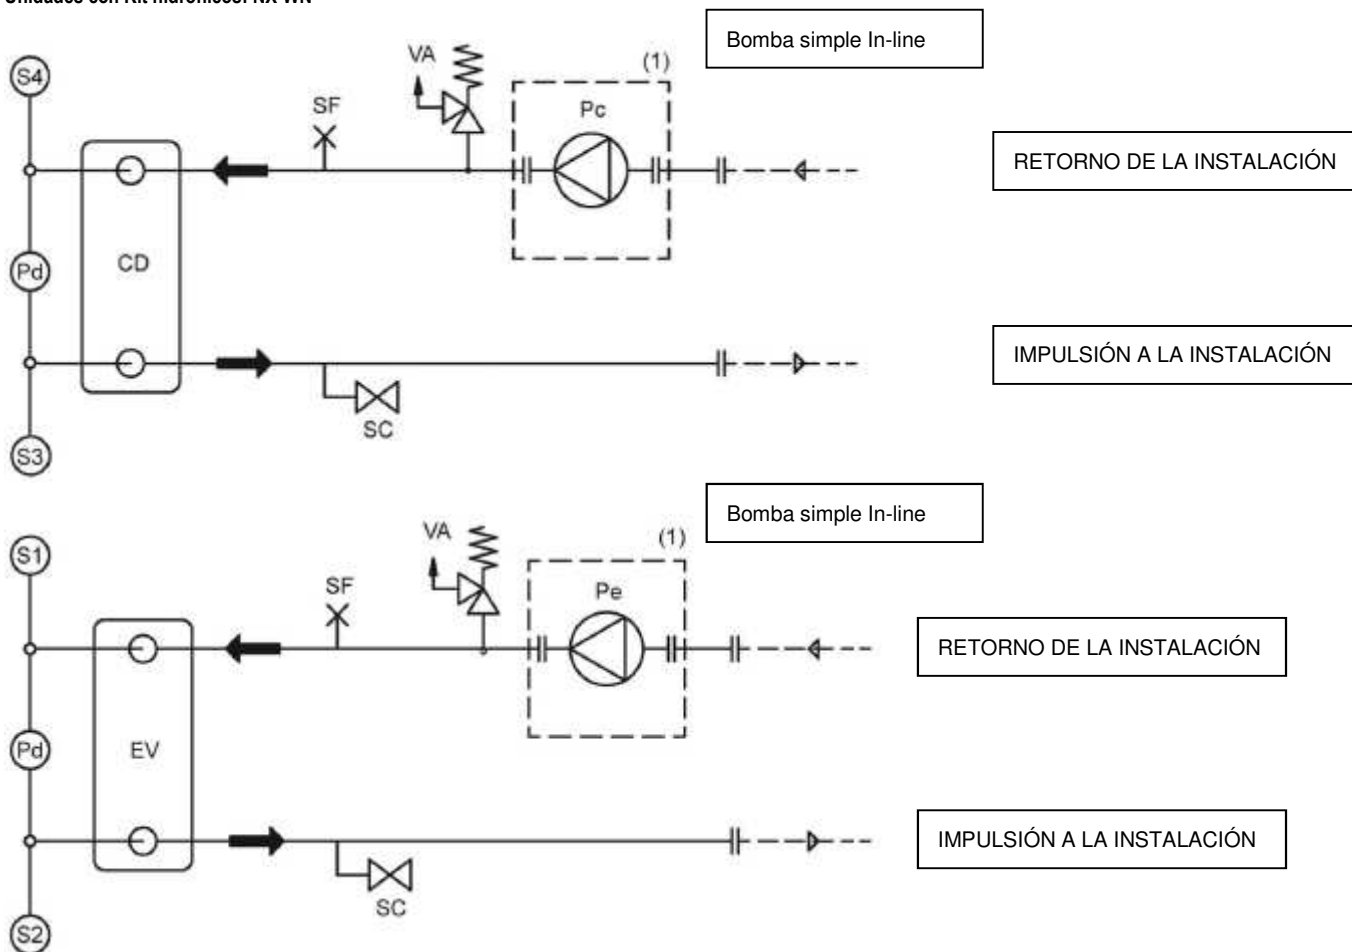 Unidades con Kit hidrónicos: NX-WN
Bomba simple In-line
VA
(1)
S4
SF
Pc
RETORNO DE LA INSTALACIÓN
Pd
CD
IMPULSIÓN A LA INSTALACIÓN
SC
S3
Bomba simple In-line
VA
(1)
S1
SF
Pe
RETORNO DE LA INSTALACIÓN
Pd
EV
IMPULSIÓN A LA INSTALACIÓN
SC
S2